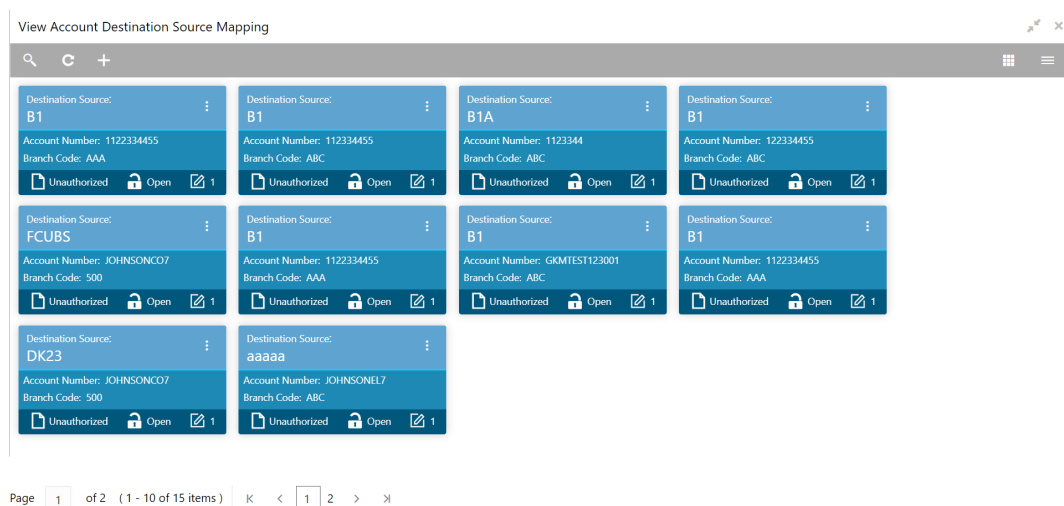 View Account Destination Source Mapping
Destination Source:
B1
Account Number: 1122334455
Branch Code: AAA
Unauthorized Open 1
Destination Source:
B1
Account Number: 112334455
Branch Code: ABC
Unauthorized Open 1
Destination Source:
B1A
Account Number: 1123344
Branch Code: ABC
Unauthorized Open 1
Destination Source:
B1
Account Number: 122334455
Branch Code: ABC
Unauthorized Open 1
Destination Source:
FCUBS
Account Number: JOHNSONCO7
Branch Code: 500
Unauthorized Open 1
Destination Source:
B1
Account Number: 1122334455
Branch Code: AAA
Unauthorized Open 1
Destination Source:
B1
Account Number: GKMTEST123001
Branch Code: ABC
Unauthorized Open 1
Destination Source:
B1
Account Number: 1122334455
Branch Code: AAA
Unauthorized Open 1
Destination Source:
DK23
Account Number: JOHNSONCO7
Branch Code: 500
Unauthorized Open 1
Destination Source:
aaaaa
Account Number: JOHNSONEL7
Branch Code: ABC
Unauthorized Open 1
Page 1 of 2 ( 1 - 10 of 15 items ) 1 2